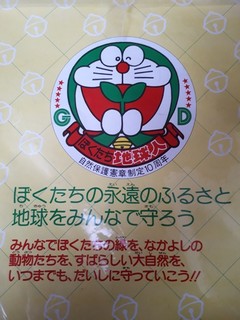 G D
ぼくたち地球人
自然保護憲章制定10周年
ぼくたちの永遠のふるさと
地球をみんなで守ろう
みんなでぼくたちの緑を、なかよしの
動物たちを、すばらしい大自然を、
いつまでも、だいじに守っていこう!!